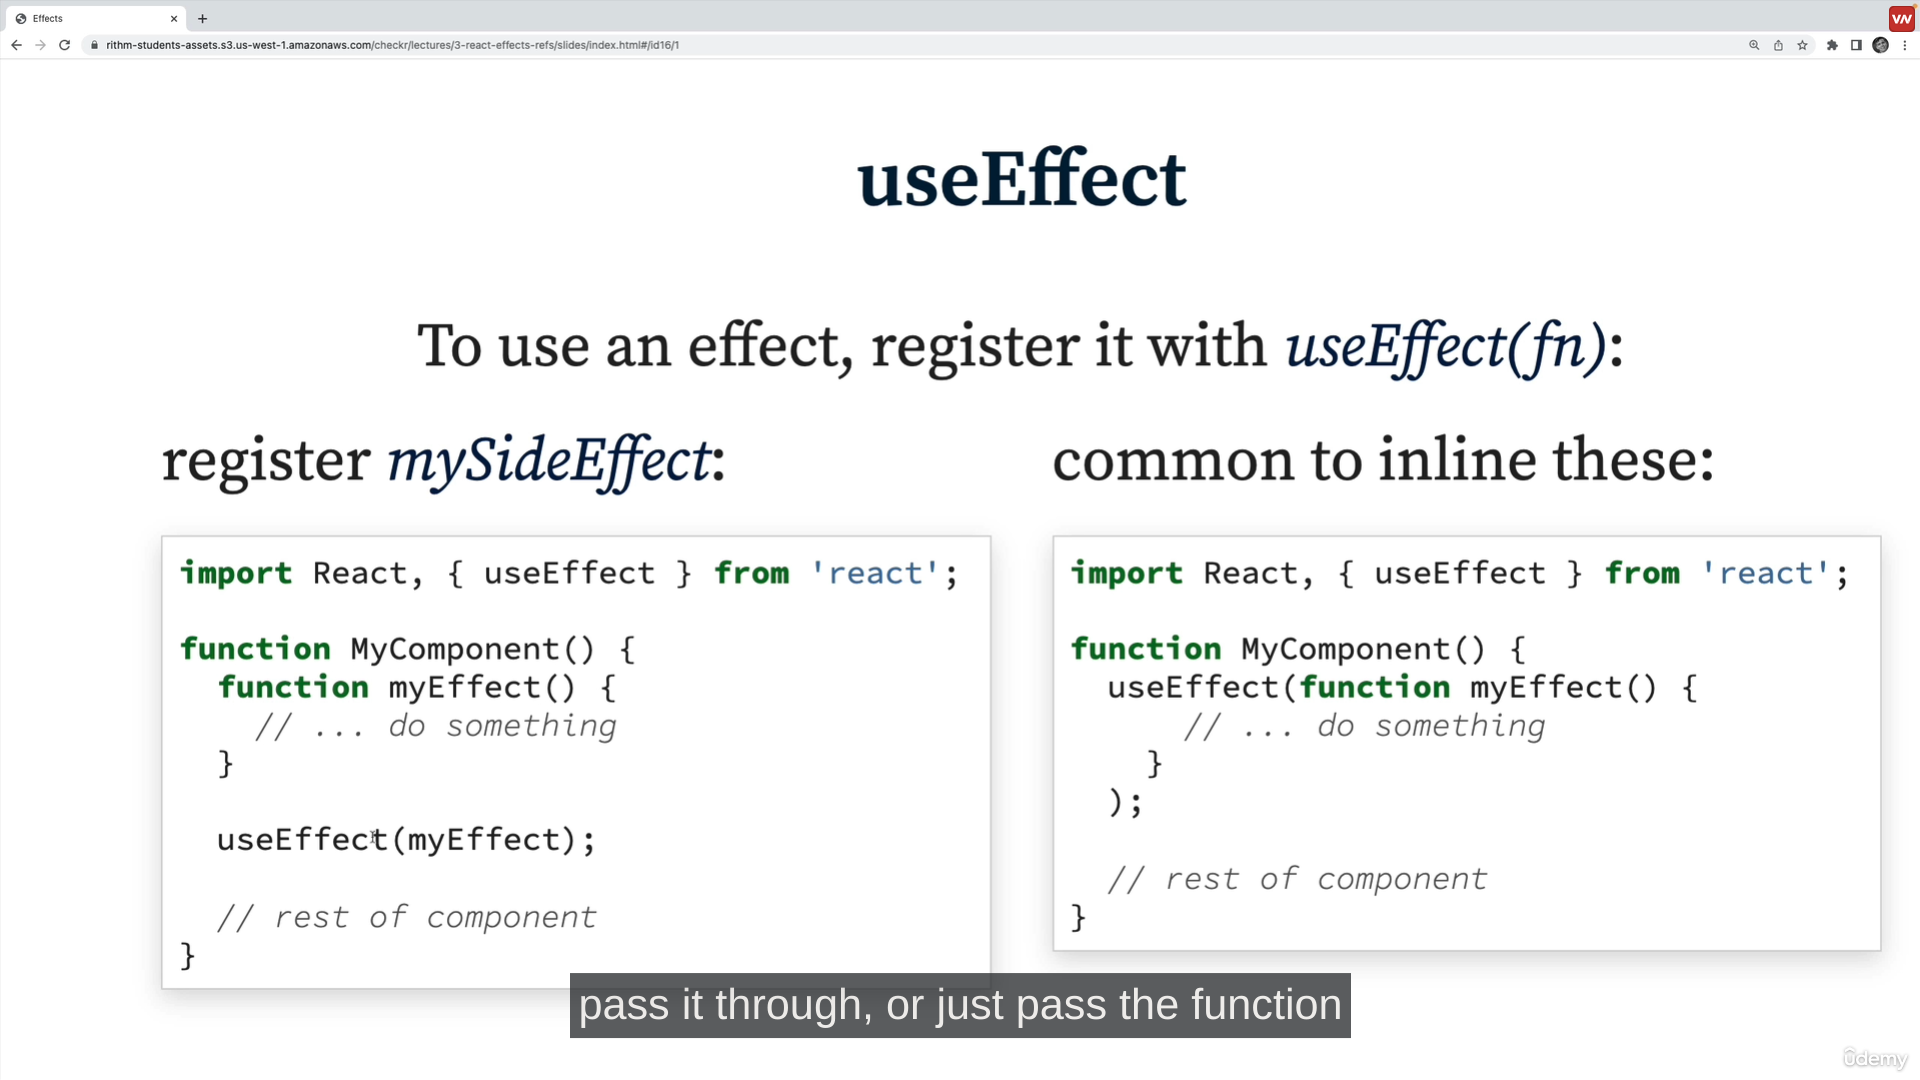 Effects
rithm-students-assets.s3.us-west-1.amazonaws.com/checkr/lectures/3-react-effects-refs/slides/index.html#/id16/1
VW
useEffect
To use an effect, register it with useEffect(fn):
register mySideEffect:
import React, { useEffect } from 'react';
function MyComponent() {
function myEffect() {
// ... do something
}
useEffect(myEffect);
// rest of component
}
common to inline these:
import React, { useEffect } from 'react';
function MyComponent() {
useEffect(function myEffect() {
// ... do something
}
);
// rest of component
}
pass it through, or just pass the function
ûdemy